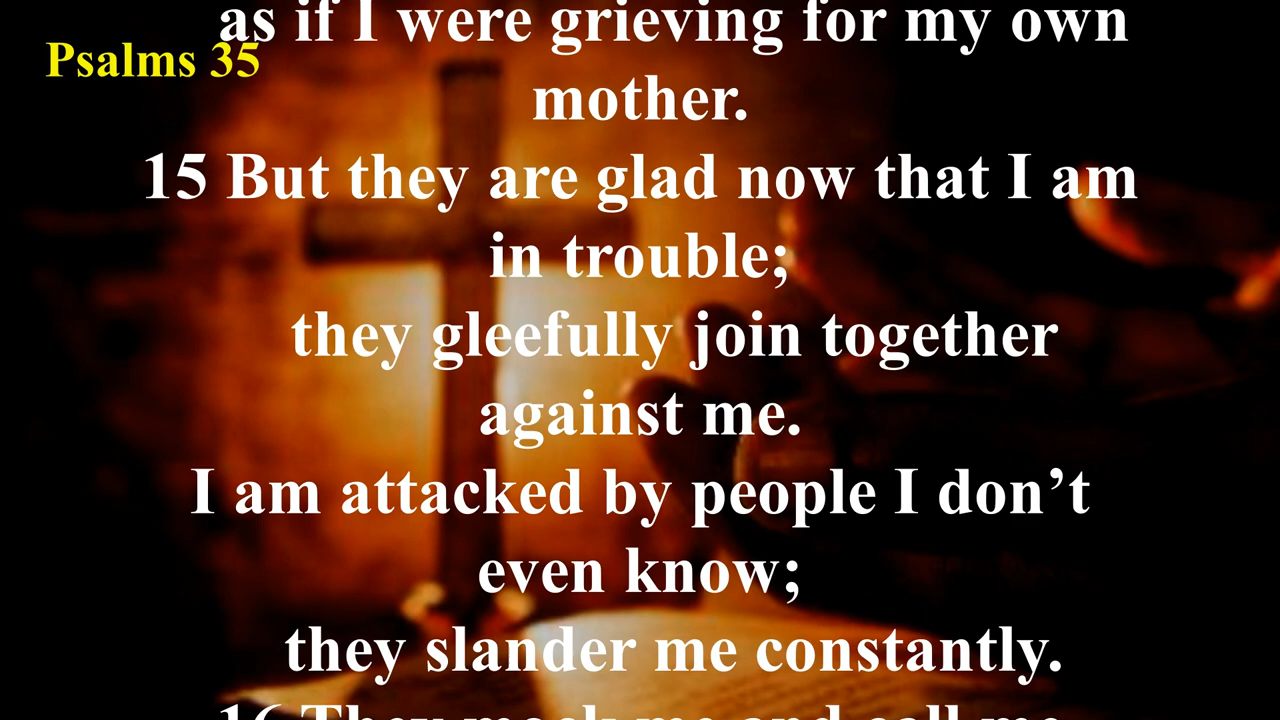 as if I were grieving for my own
Psalms 35
mother.
15 But they are glad now that I am
in trouble;
they gleefully join together
against me.
I am attacked by people I don’t
even know;
they slander me constantly.
16 They mock me and call me